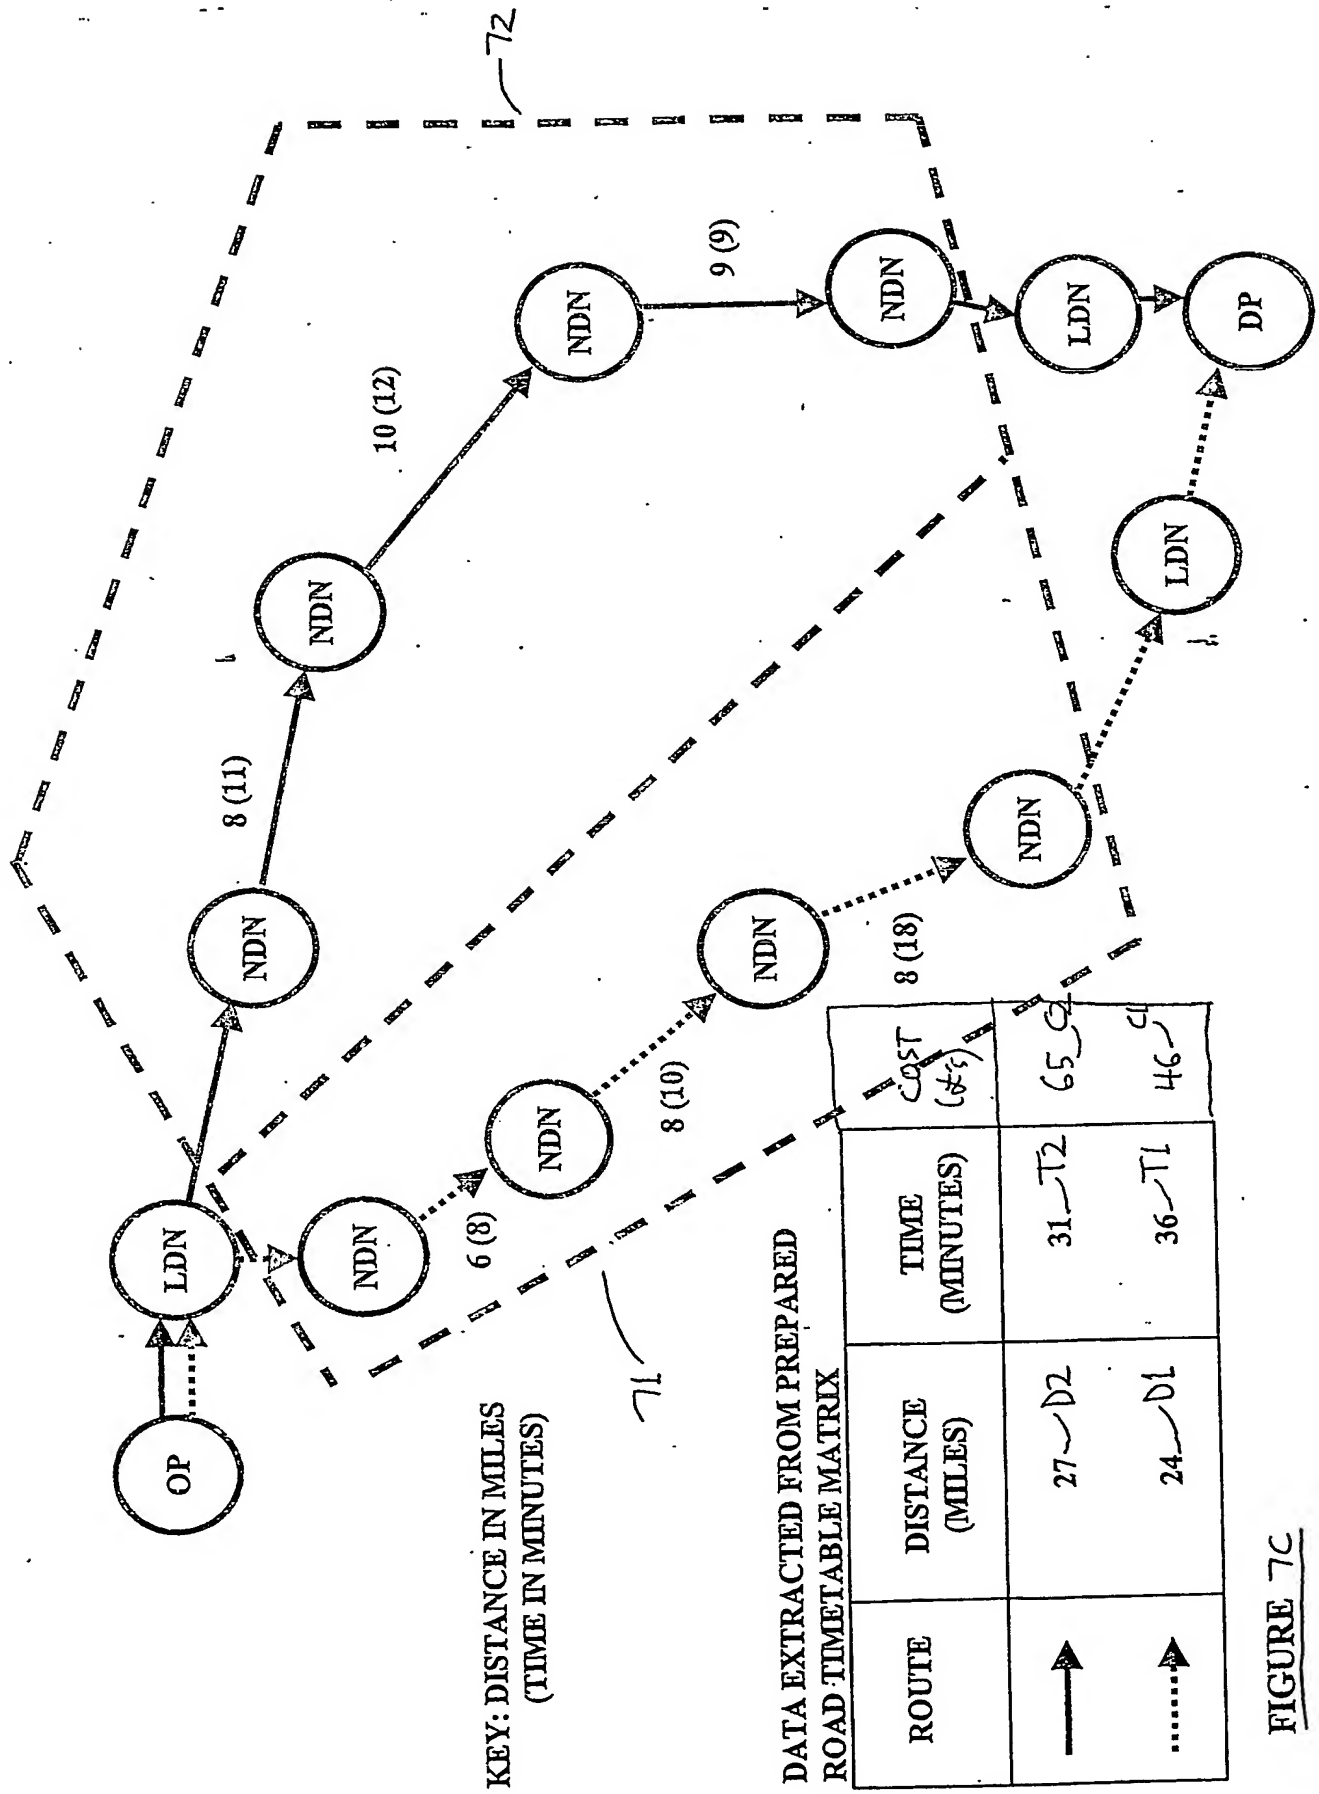 72
OP
LDN
NDN
8 (11)
NDN
10 (12)
NDN
9 (9)
NDN
LDN
DP
NDN
6 (8)
NDN
8 (10)
NDN
8 (18)
NDN
LDN
71
KEY: DISTANCE IN MILES
(TIME IN MINUTES)
DATA EXTRACTED FROM PREPARED
ROAD TIMETABLE MATRIX
ROUTE
DISTANCE
(MILES)
TIME
(MINUTES)
COST
(£'s)
27 D2
31 T2
65 C2
24 D1
36 T1
46 C1
FIGURE 7C